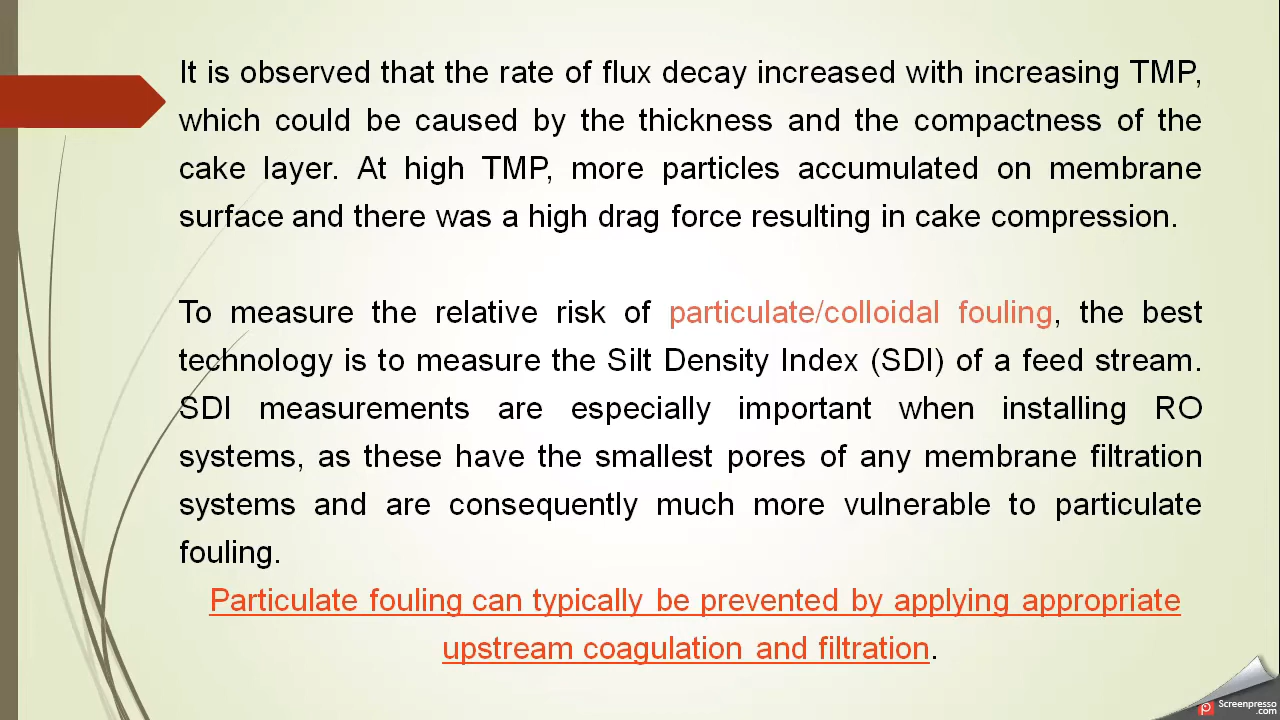 It is observed that the rate of flux decay increased with increasing TMP,
which could be caused by the thickness and the compactness of the
cake layer. At high TMP, more particles accumulated on membrane
surface and there was a high drag force resulting in cake compression.
To measure the relative risk of particulate/colloidal fouling, the best
technology is to measure the Silt Density Index (SDI) of a feed stream.
SDI measurements are especially important when installing RO
systems, as these have the smallest pores of any membrane filtration
systems and are consequently much more vulnerable to particulate
fouling.
Particulate fouling can typically be prevented by applying appropriate
upstream coagulation and filtration.
Screenpresso
.com